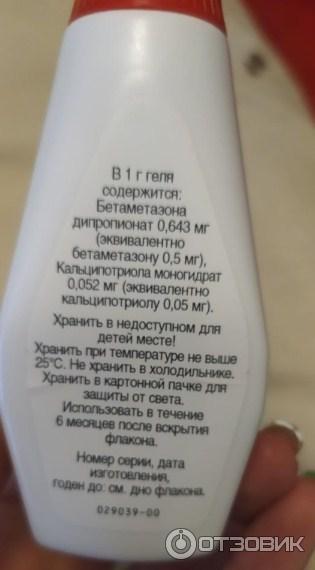 В 1 г геля
содержится:
Бетаметазона
дипропионат 0,643 мг
(эквивалентно
бетаметазону 0,5 мг),
Кальципотриола моногидрат
0,052 мг (эквивалентно
кальципотриолу 0,05 мг).
Хранить в недоступном для
детей месте!
Хранить при температуре не выше
25°С. Не хранить в холодильнике.
Хранить в картонной пачке для
защиты от света.
Использовать в течение
6 месяцев после вскрытия
флакона.
Номер серии, дата
изготовления,
годен до: см. дно флакона.
029039-00
ОТЗОВИК